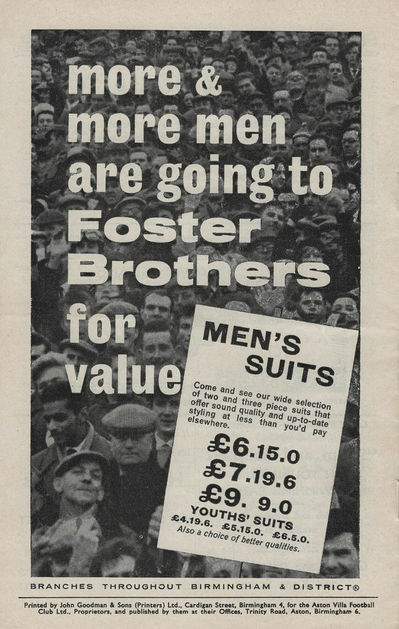 more &
more men
are going to
Foster
Brothers
for
value
MEN'S
SUITS
Come and see our wide selection
of two and three piece suits that
offer sound quality and up-to-date
styling at less than you'd pay
elsewhere.
£6.15.0
£7.19.6
£9. 9.0
YOUTHS' SUITS
£4.19.6. £5.15.0. £6.5.0.
Also a choice of better qualities.
BRANCHES THROUGHOUT BIRMINGHAM & DISTRICT®
Printed by John Goodman & Sons (Printers) Ltd., Cardigan Street, Birmingham 4, for the Aston Villa Football
Club Ltd., Proprietors, and published by them at their Offices, Trinity Road, Aston, Birmingham 6.